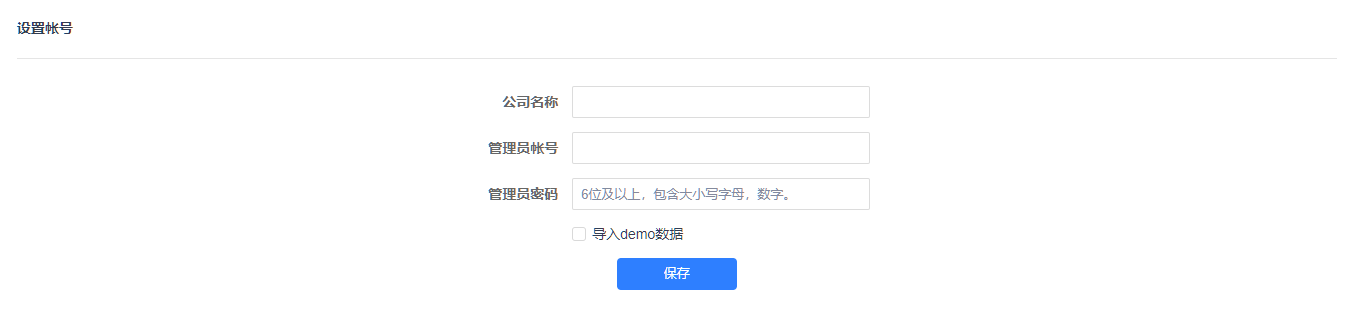 设置帐号
公司名称
管理员帐号
管理员密码 6位及以上，包含大小写字母，数字。
导入demo数据
保存